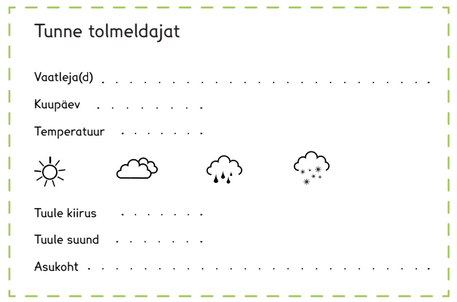 Tunne tolmeldajat
Vaatleja(d) . . . . . . . . . . . . . . . . . . . . . . . .
Kuupäev . . . . . . . .
Temperatuur . . . . . .
Tuule kiirus . . . . . .
Tuule suund . . . . . . .
Asukoht . . . . . . . . . . . . . . . . . . . . . . . . .